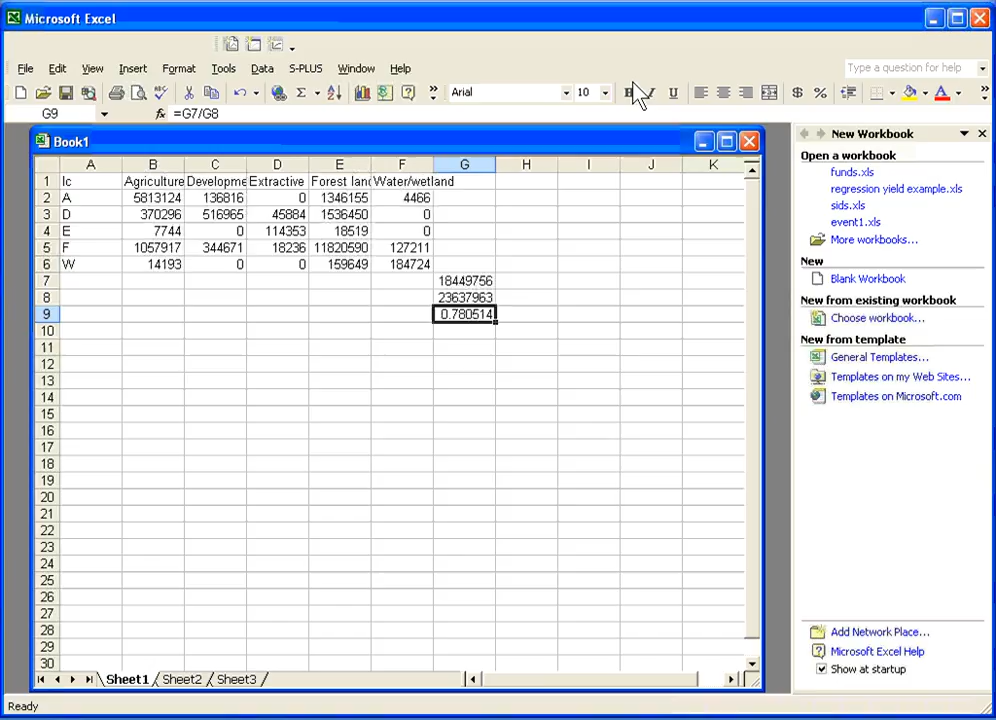 Microsoft Excel
File Edit View Insert Format Tools Data S-PLUS Window Help
Type a question for help
Arial 10 B I U $ %
G9 fx =G7/G8
Book1
A B C D E F G H I J K
1 lc Agriculture Developme Extractive Forest lan Water/wetland
2 A 5813124 136816 0 1346155 4466
3 D 370296 516965 45884 1536450 0
4 E 7744 0 114353 18519 0
5 F 1057917 344671 18236 11820590 127211
6 W 14193 0 0 159649 184724
7 18449756
8 23637963
9 0.780514
10
11
12
13
14
15
16
17
18
19
20
21
22
23
24
25
26
27
28
29
30
Sheet1 Sheet2 Sheet3
New Workbook
Open a workbook
funds.xls
regression yield example.xls
sids.xls
event1.xls
More workbooks...
New
Blank Workbook
New from existing workbook
Choose workbook...
New from template
General Templates...
Templates on my Web Sites...
Templates on Microsoft.com
Add Network Place...
Microsoft Excel Help
Show at startup
Ready